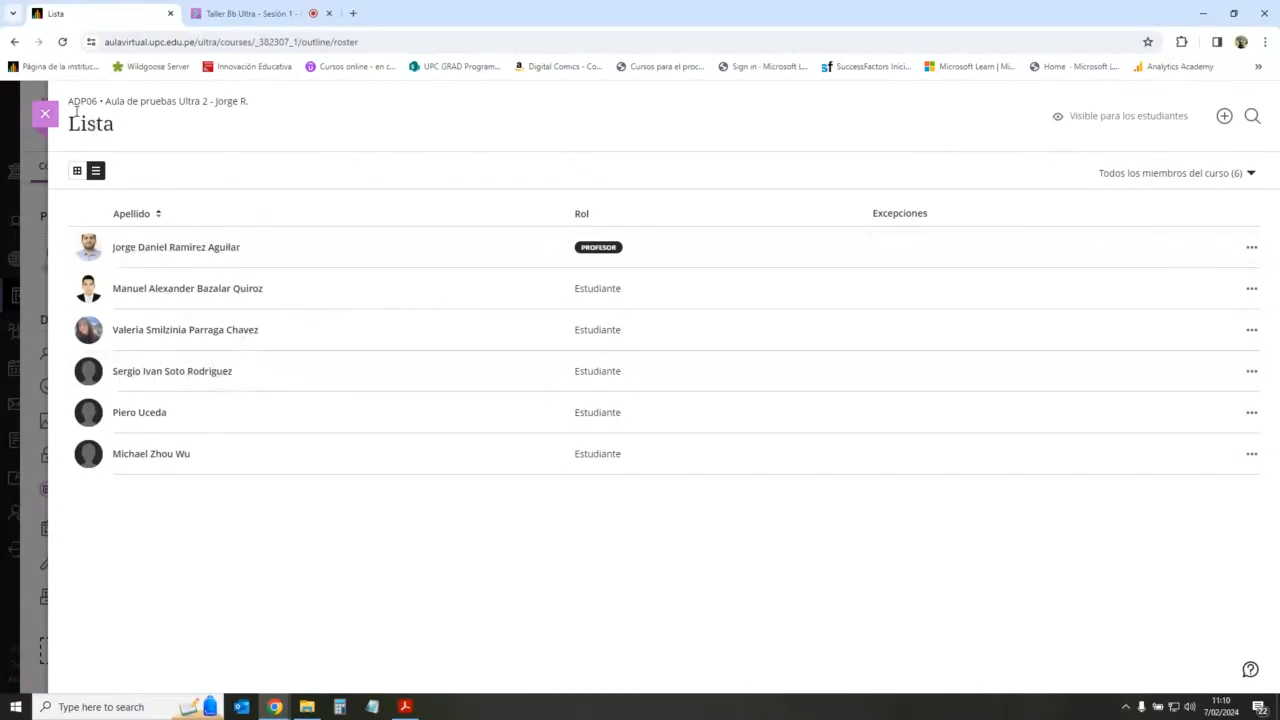 Lista
Taller Bb Ultra - Sesión 1 -
aulavirtual.upc.edu.pe/ultra/courses/_382307_1/outline/roster
Página de la instituc...
Wildgoose Server
Innovación Educativa
Cursos online - en c...
UPC GRAD Program...
Digital Comics - Co...
Cursos para el proc...
Sign in - Microsoft L...
SuccessFactors Inici...
Microsoft Learn | Mi...
Home - Microsoft L...
Analytics Academy
»
ADP06 • Aula de pruebas Ultra 2 - Jorge R.
Lista
Visible para los estudiantes
Todos los miembros del curso (6)
Apellido Rol Excepciones
Jorge Daniel Ramirez Aguilar PROFESOR
Manuel Alexander Bazalar Quiroz Estudiante
Valeria Smilzinia Parraga Chavez Estudiante
Sergio Ivan Soto Rodriguez Estudiante
Piero Uceda Estudiante
Michael Zhou Wu Estudiante
Type here to search
11:10
7/02/2024
22